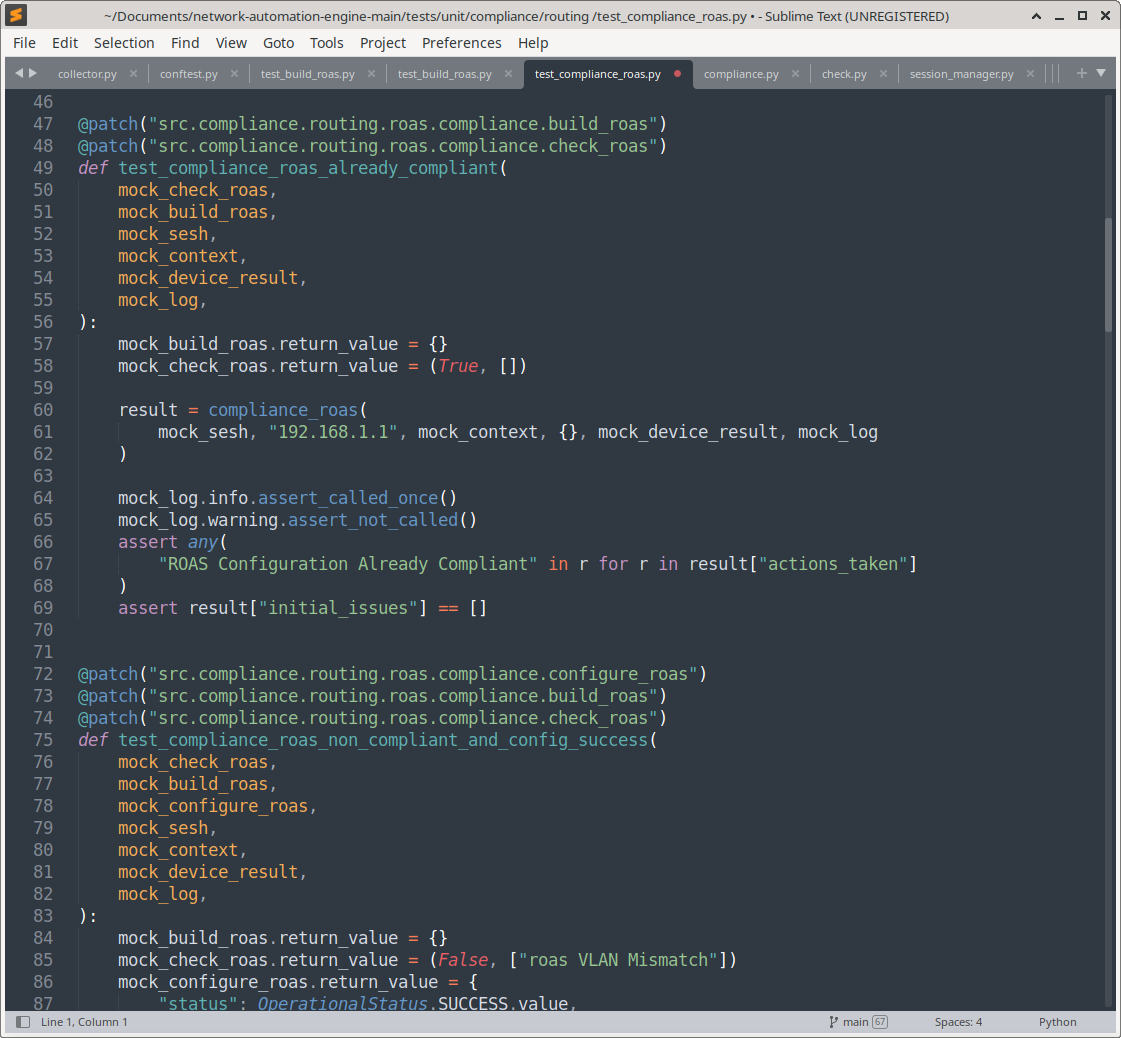 ~/Documents/network-automation-engine-main/tests/unit/compliance/routing /test_compliance_roas.py • - Sublime Text (UNREGISTERED)
File Edit Selection Find View Goto Tools Project Preferences Help
collector.py × conftest.py × test_build_roas.py × test_build_roas.py × test_compliance_roas.py compliance.py × check.py × session_manager.py ×
46
47 @patch("src.compliance.routing.roas.compliance.build_roas")
48 @patch("src.compliance.routing.roas.compliance.check_roas")
49 def test_compliance_roas_already_compliant(
50     mock_check_roas,
51     mock_build_roas,
52     mock_sesh,
53     mock_context,
54     mock_device_result,
55     mock_log,
56 ):
57     mock_build_roas.return_value = {}
58     mock_check_roas.return_value = (True, [])
59
60     result = compliance_roas(
61         mock_sesh, "192.168.1.1", mock_context, {}, mock_device_result, mock_log
62     )
63
64     mock_log.info.assert_called_once()
65     mock_log.warning.assert_not_called()
66     assert any(
67         "ROAS Configuration Already Compliant" in r for r in result["actions_taken"]
68     )
69     assert result["initial_issues"] == []
70
71
72 @patch("src.compliance.routing.roas.compliance.configure_roas")
73 @patch("src.compliance.routing.roas.compliance.build_roas")
74 @patch("src.compliance.routing.roas.compliance.check_roas")
75 def test_compliance_roas_non_compliant_and_config_success(
76     mock_check_roas,
77     mock_build_roas,
78     mock_configure_roas,
79     mock_sesh,
80     mock_context,
81     mock_device_result,
82     mock_log,
83 ):
84     mock_build_roas.return_value = {}
85     mock_check_roas.return_value = (False, ["roas VLAN Mismatch"])
86     mock_configure_roas.return_value = {
87         "status": OperationalStatus.SUCCESS.value,
Line 1, Column 1 main 67 Spaces: 4 Python